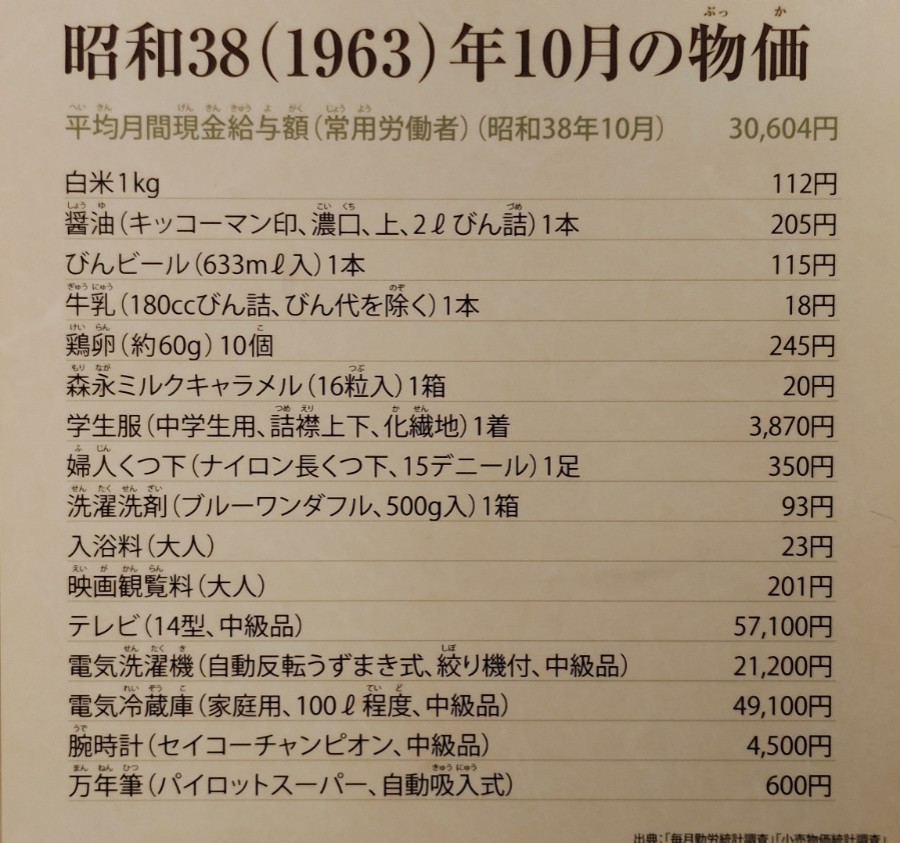 昭和38(1963)年10月の物価
平均月間現金給与額(常用労働者)(昭和38年10月) 30,604円
白米1kg 112円
醤油(キッコーマン印、濃口、上、2ℓびん詰)1本 205円
びんビール(633mℓ入)1本 115円
牛乳(180ccびん詰、びん代を除く)1本 18円
鶏卵(約60g)10個 245円
森永ミルクキャラメル(16粒入)1箱 20円
学生服(中学生用、詰襟上下、化繊地)1着 3,870円
婦人くつ下(ナイロン長くつ下、15デニール)1足 350円
洗濯洗剤(ブルーワンダフル、500g入)1箱 93円
入浴料(大人) 23円
映画観覧料(大人) 201円
テレビ(14型、中級品) 57,100円
電気洗濯機(自動反転うずまき式、絞り機付、中級品) 21,200円
電気冷蔵庫(家庭用、100ℓ程度、中級品) 49,100円
腕時計(セイコーチャンピオン、中級品) 4,500円
万年筆(パイロットスーパー、自動吸入式) 600円
出典:「毎月勤労統計調査」「小売物価統計調査」